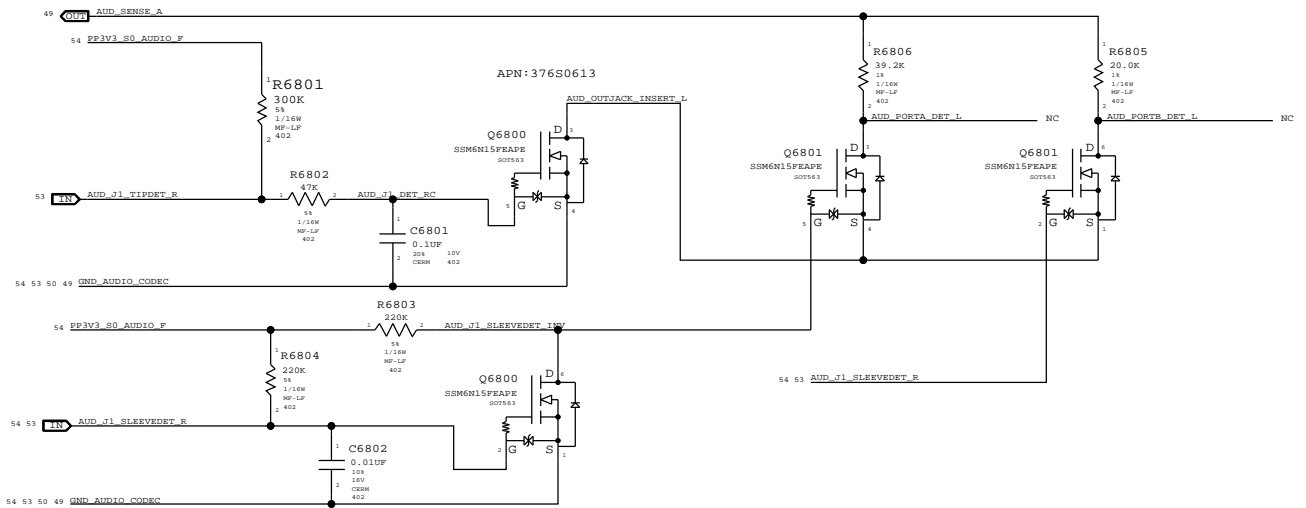 49 OUT AUD_SENSE_A
54 PP3V3_S0_AUDIO_F
1
R6801
300K
5%
1/16W
MF-LF
402
2
APN:376S0613
AUD_OUTJACK_INSERT_L
Q6800
SSM6N15FEAPE
SOT563
D 3
5 G S 4
R6802
47K
1 2
5%
1/16W
MF-LF
402
53 IN AUD_J1_TIPDET_R
AUD_J1_DET_RC
1
C6801
0.1UF
20% 10V
CERM 402
2
54 53 50 49 GND_AUDIO_CODEC
1
R6806
39.2K
1%
1/16W
MF-LF
402
2
AUD_PORTA_DET_L NC
Q6801
SSM6N15FEAPE
SOT563
D 3
5 G S 4
1
R6805
20.0K
1%
1/16W
MF-LF
402
2
AUD_PORTB_DET_L NC
Q6801
SSM6N15FEAPE
SOT563
D 6
2 G S 1
54 PP3V3_S0_AUDIO_F
R6803
220K
1 2
5%
1/16W
MF-LF
402
AUD_J1_SLEEVEDET_INV
1
R6804
220K
5%
1/16W
MF-LF
402
2
Q6800
SSM6N15FEAPE
SOT563
D 6
2 G S 1
54 53 AUD_J1_SLEEVEDET_R
54 53 IN AUD_J1_SLEEVEDET_R
1
C6802
0.01UF
10%
16V
CERM
402
2
54 53 50 49 GND_AUDIO_CODEC